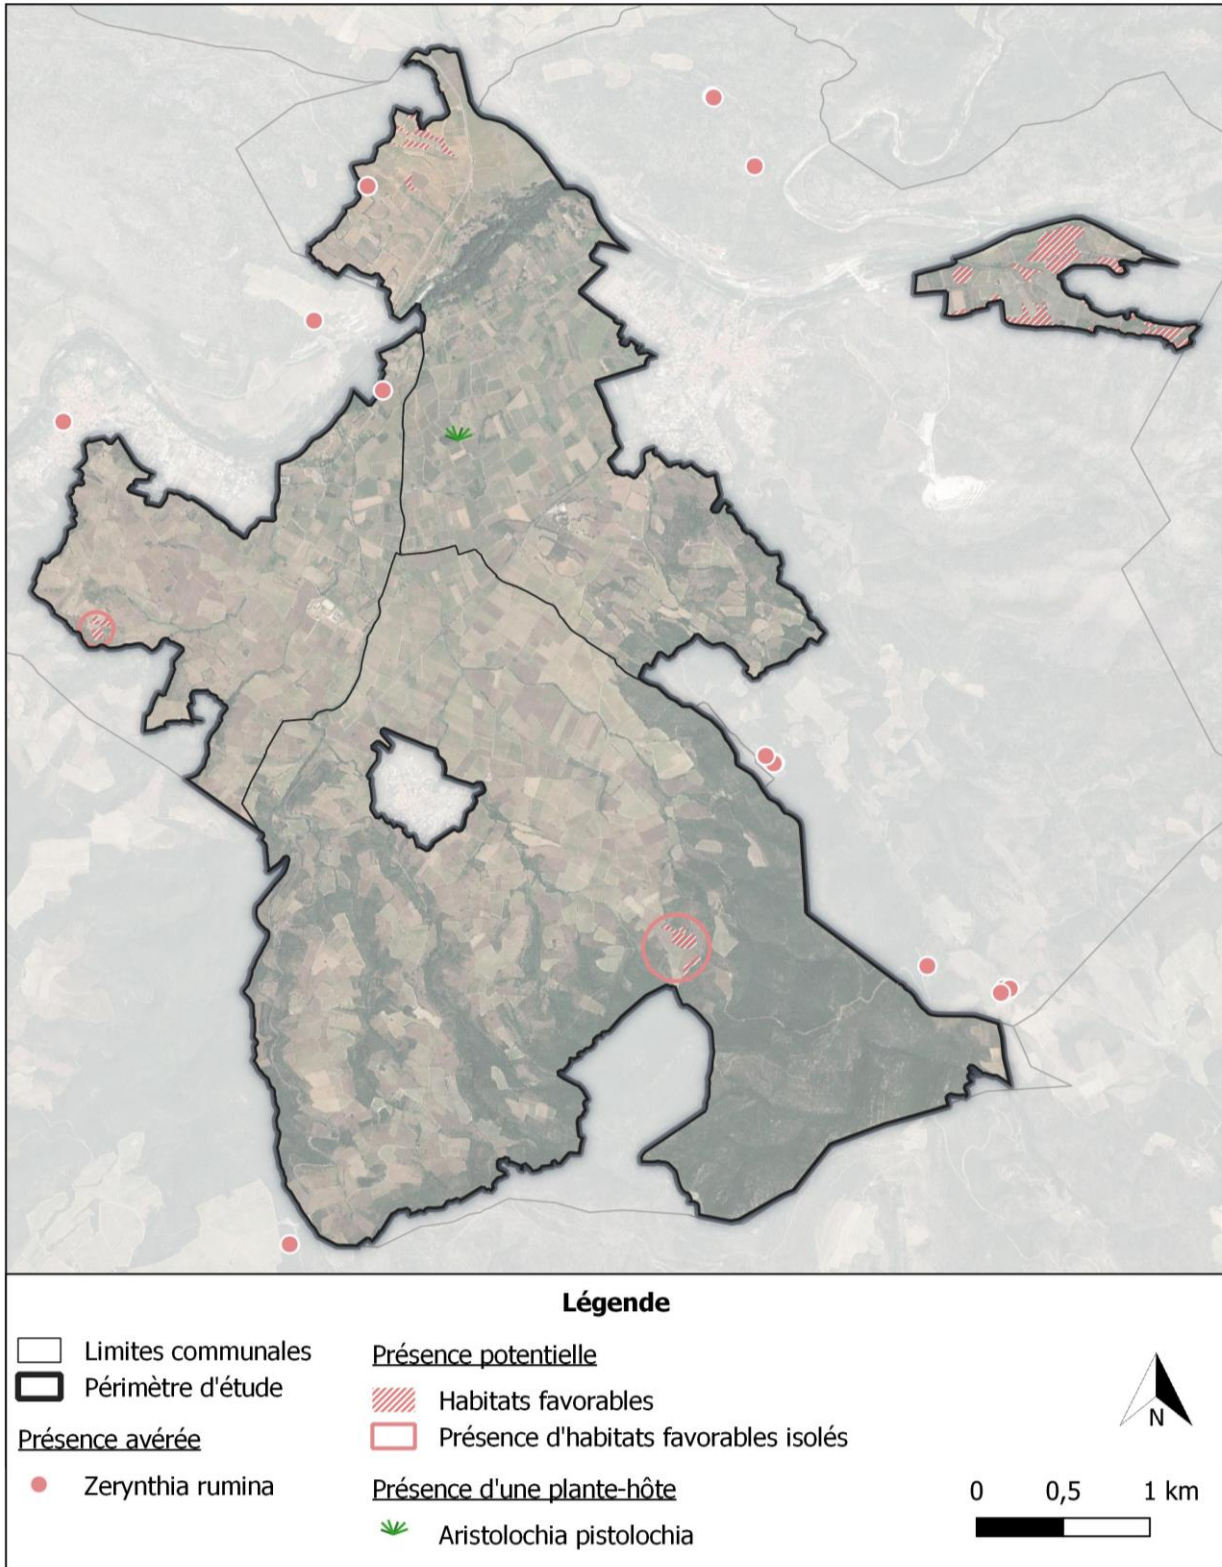 Légende
Limites communales
Périmètre d'étude
Présence avérée
Zerynthia rumina
Présence potentielle
Habitats favorables
Présence d'habitats favorables isolés
Présence d'une plante-hôte
Aristolochia pistolochia
N
0 0,5 1 km